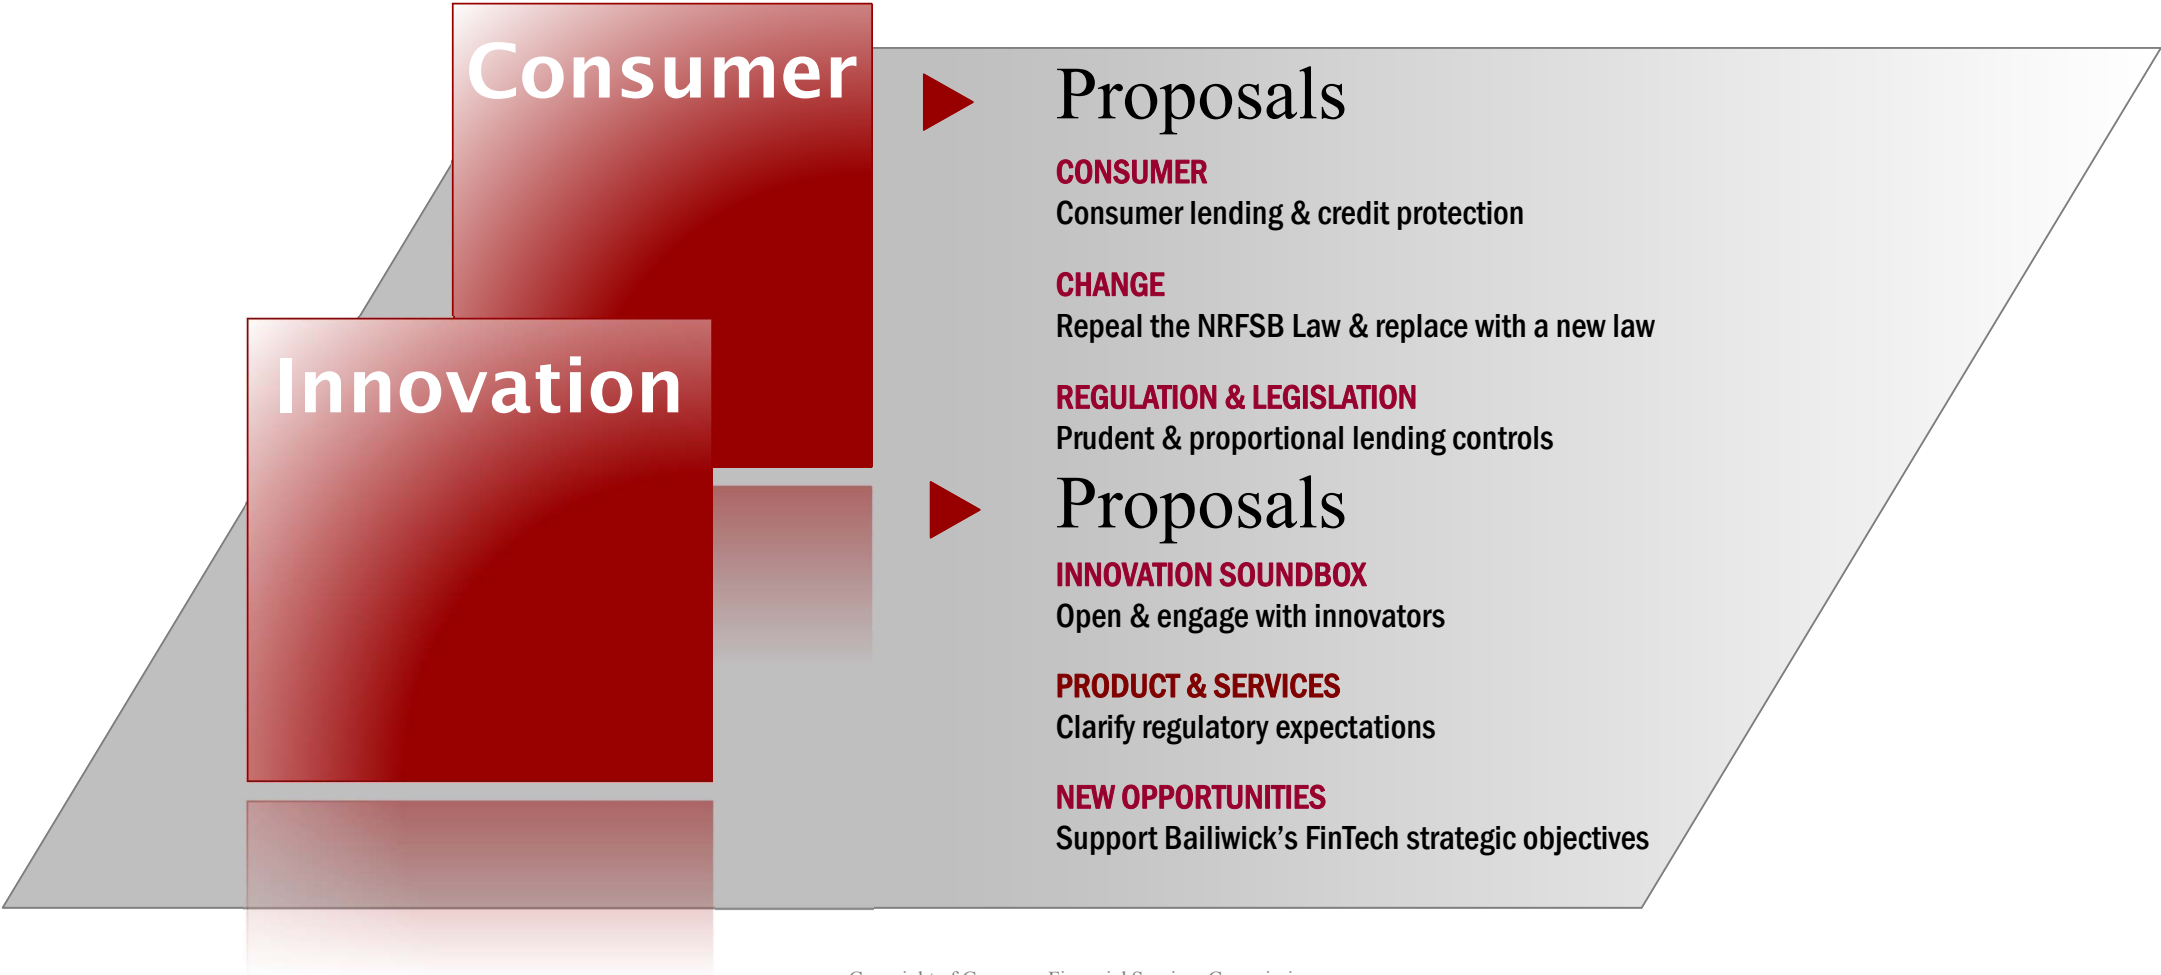 Consumer
Proposals
CONSUMER
Consumer lending & credit protection
CHANGE
Repeal the NRFSB Law & replace with a new law
REGULATION & LEGISLATION
Prudent & proportional lending controls
Innovation
Proposals
INNOVATION SOUNDBOX
Open & engage with innovators
PRODUCT & SERVICES
Clarify regulatory expectations
NEW OPPORTUNITIES
Support Bailiwick’s FinTech strategic objectives